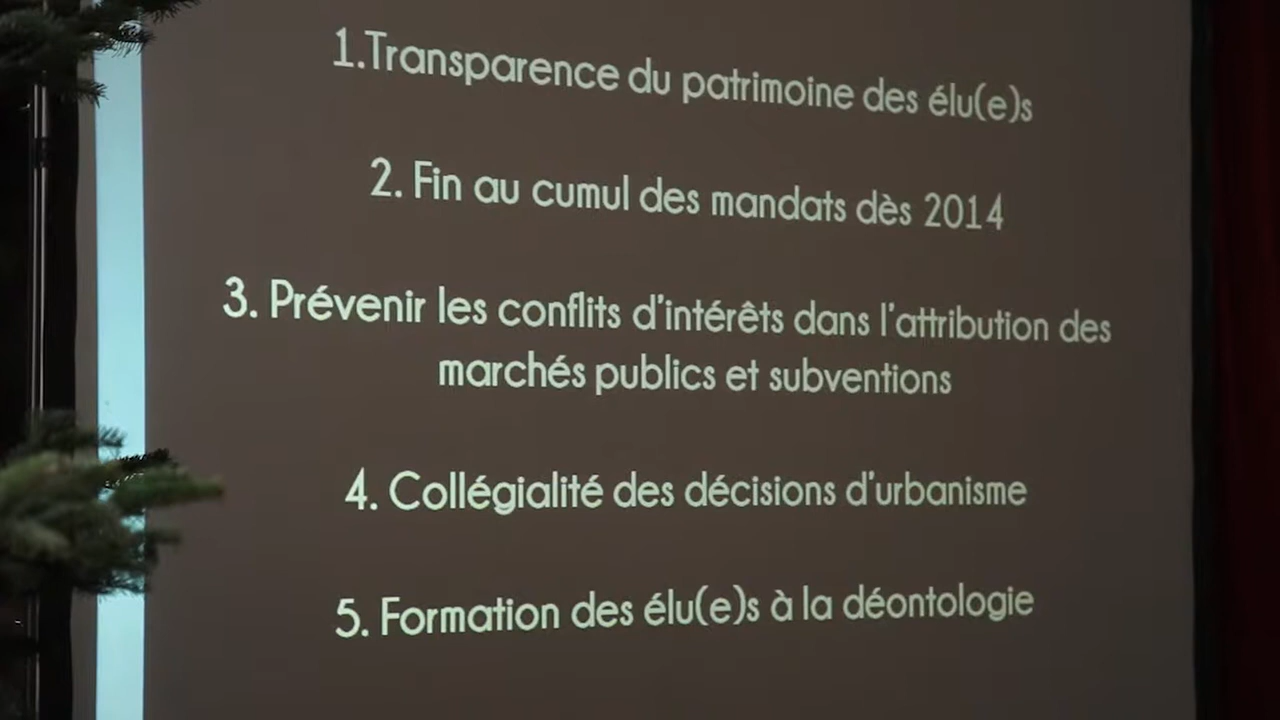 1.Transparence du patrimoine des élu(e)s
2. Fin au cumul des mandats dès 2014
3. Prévenir les conflits d'intérêts dans l'attribution des
marchés publics et subventions
4. Collégialité des décisions d'urbanisme
5. Formation des élu(e)s à la déontologie